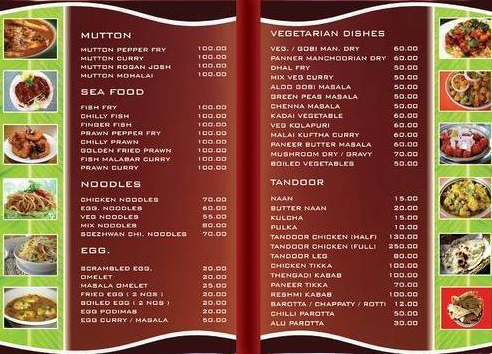 MUTTON
MUTTON PEPPER FRY 100.00
MUTTON CURRY 100.00
MUTTON ROGAN JOSH 100.00
MUTTON MOHALAI 100.00
SEA FOOD
FISH FRY 100.00
CHILLY FISH 100.00
FINGER FISH 100.00
PRAWN PEPPER FRY 100.00
CHILLY PRAWN 100.00
GOLDEN FRIED PRAWN 100.00
FISH MALABAR CURRY 100.00
PRAWN CURRY 100.00
NOODLES
CHICKEN NOODLES 70.00
EGG. NOODLES 60.00
VEG NOODLES 55.00
MIX NOODLES 80.00
SCEZHWAN CHI. NOODLES 70.00
EGG.
SCRAMBLED EGG. 20.00
OMELET 20.00
MASALA OMELET 25.00
FRIED EGG ( 2 NOS ) 20.00
BOILED EGG ( 2 NOS ) 20.00
EGG PODIMAS 20.00
EGG CURRY / MASALA 50.00
VEGETARIAN DISHES
VEG. / GOBI MAN. DRY 60.00
PANNER MANCHOORIAN DRY 60.00
DHAL FRY 50.00
MIX VEG CURRY 60.00
ALOO GOBI MASALA 50.00
GREEN PEAS MASALA 50.00
CHENNA MASALA 50.00
KADAI VEGETABLE 60.00
VEG KOLAPURI 60.00
MALAI KUFTHA CURRY 60.00
PANEER BUTTER MASALA 60.00
MUSHROOM DRY / GRAVY 70.00
BOILED VEGETABLES 50.00
TANDOOR
NAAN 15.00
BUTTER NAAN 20.00
KULCHA 15.00
PULKA 10.00
TANDOOR CHICKEN (HALF) 130.00
TANDOOR CHICKEN (FULL) 250.00
TANDOOR LEG 80.00
CHICKEN TIKKA 100.00
THENGADI KABAB 100.00
PANEER TIKKA 70.00
RESHMI KABAB 100.00
BAROTTA / CHAPPATY / ROTTI 12.00
CHILLI PAROTTA 50.00
ALU PAROTTA 30.00